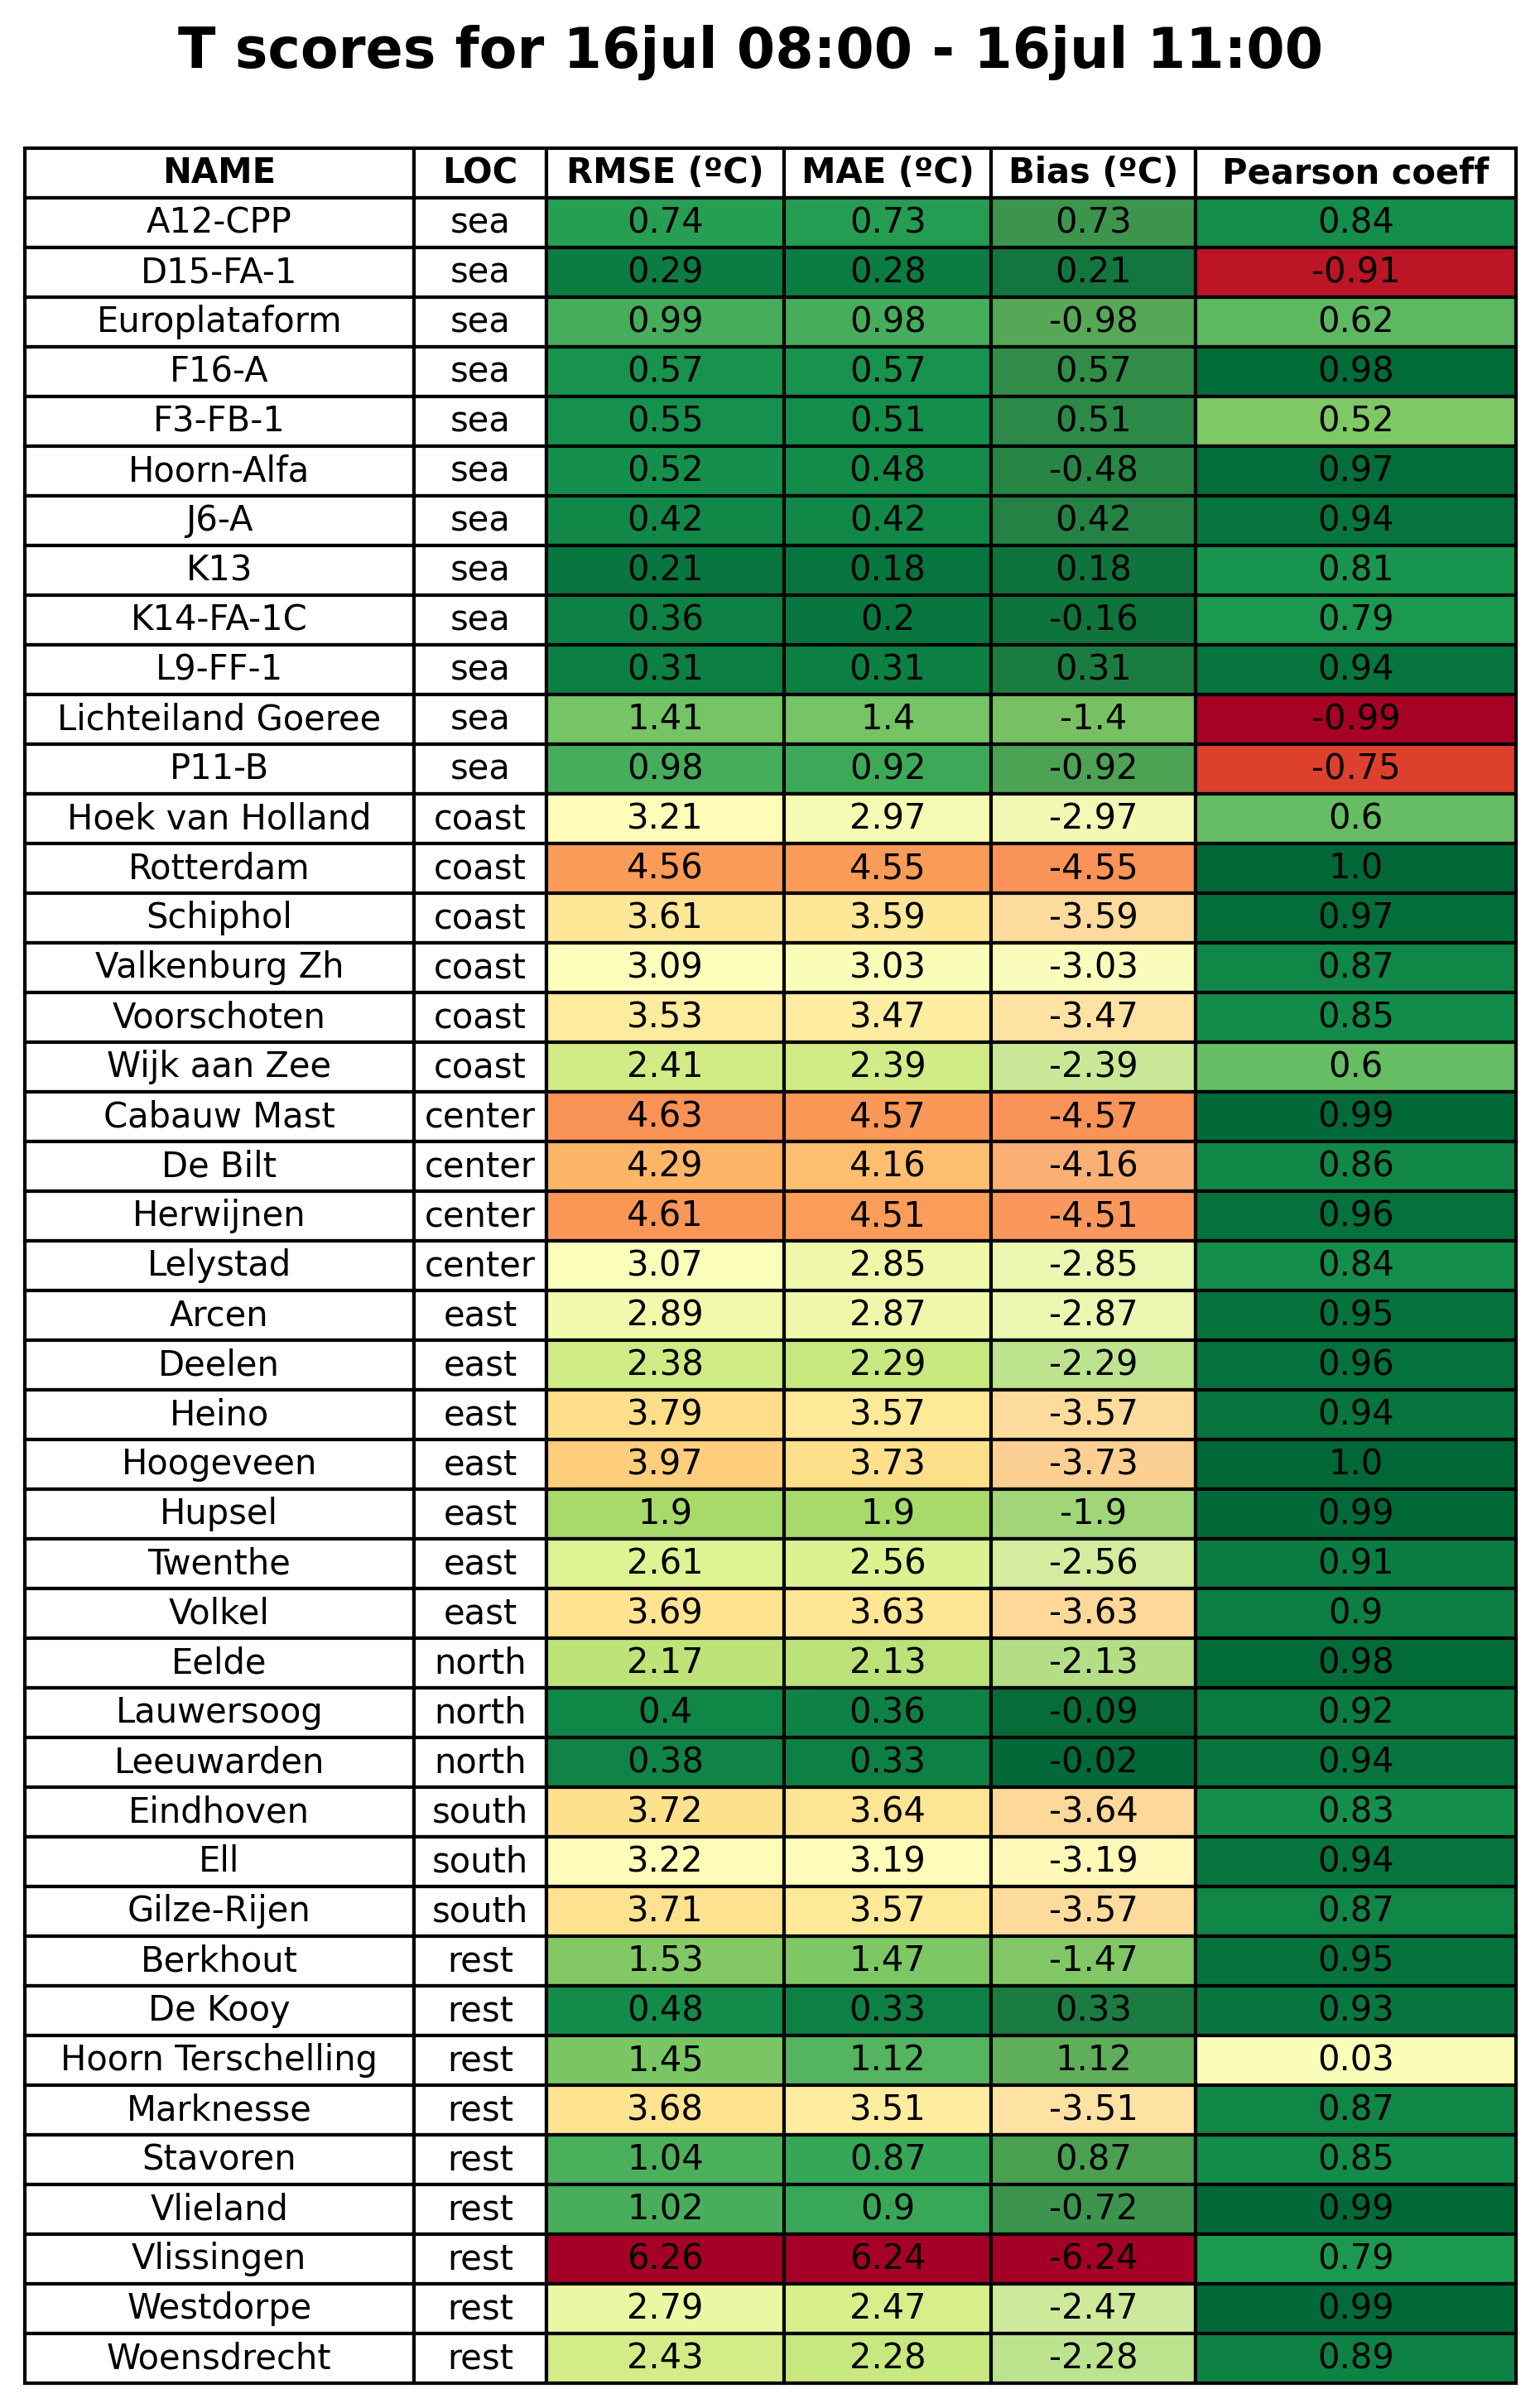 T scores for 16jul 08:00 - 16jul 11:00
NAME LOC RMSE (ºC) MAE (ºC) Bias (ºC) Pearson coeff
A12-CPP sea 0.74 0.73 0.73 0.84
D15-FA-1 sea 0.29 0.28 0.21 -0.91
Europlataform sea 0.99 0.98 -0.98 0.62
F16-A sea 0.57 0.57 0.57 0.98
F3-FB-1 sea 0.55 0.51 0.51 0.52
Hoorn-Alfa sea 0.52 0.48 -0.48 0.97
J6-A sea 0.42 0.42 0.42 0.94
K13 sea 0.21 0.18 0.18 0.81
K14-FA-1C sea 0.36 0.2 -0.16 0.79
L9-FF-1 sea 0.31 0.31 0.31 0.94
Lichteiland Goeree sea 1.41 1.4 -1.4 -0.99
P11-B sea 0.98 0.92 -0.92 -0.75
Hoek van Holland coast 3.21 2.97 -2.97 0.6
Rotterdam coast 4.56 4.55 -4.55 1.0
Schiphol coast 3.61 3.59 -3.59 0.97
Valkenburg Zh coast 3.09 3.03 -3.03 0.87
Voorschoten coast 3.53 3.47 -3.47 0.85
Wijk aan Zee coast 2.41 2.39 -2.39 0.6
Cabauw Mast center 4.63 4.57 -4.57 0.99
De Bilt center 4.29 4.16 -4.16 0.86
Herwijnen center 4.61 4.51 -4.51 0.96
Lelystad center 3.07 2.85 -2.85 0.84
Arcen east 2.89 2.87 -2.87 0.95
Deelen east 2.38 2.29 -2.29 0.96
Heino east 3.79 3.57 -3.57 0.94
Hoogeveen east 3.97 3.73 -3.73 1.0
Hupsel east 1.9 1.9 -1.9 0.99
Twenthe east 2.61 2.56 -2.56 0.91
Volkel east 3.69 3.63 -3.63 0.9
Eelde north 2.17 2.13 -2.13 0.98
Lauwersoog north 0.4 0.36 -0.09 0.92
Leeuwarden north 0.38 0.33 -0.02 0.94
Eindhoven south 3.72 3.64 -3.64 0.83
Ell south 3.22 3.19 -3.19 0.94
Gilze-Rijen south 3.71 3.57 -3.57 0.87
Berkhout rest 1.53 1.47 -1.47 0.95
De Kooy rest 0.48 0.33 0.33 0.93
Hoorn Terschelling rest 1.45 1.12 1.12 0.03
Marknesse rest 3.68 3.51 -3.51 0.87
Stavoren rest 1.04 0.87 0.87 0.85
Vlieland rest 1.02 0.9 -0.72 0.99
Vlissingen rest 6.26 6.24 -6.24 0.79
Westdorpe rest 2.79 2.47 -2.47 0.99
Woensdrecht rest 2.43 2.28 -2.28 0.89